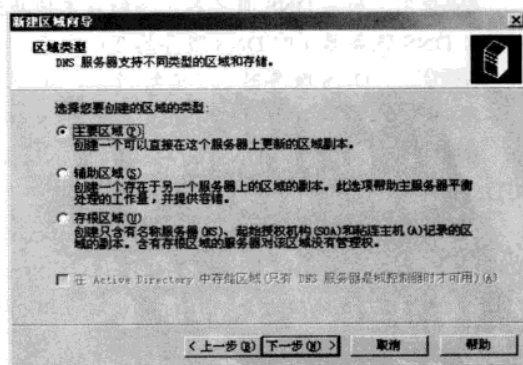 新建区域向导
区域类型
DNS 服务器支持不同类型的区域和存储。
选择您要创建的区域的类型:
主要区域(P)
创建一个可以直接在这个服务器上更新的区域副本。
辅助区域(S)
创建一个存在于另一个服务器上的区域的副本。此选项帮助主服务器平衡
处理的工作量,并提供容错。
存根区域(U)
创建只含有名称服务器(NS)、起始授权机构(SOA)和粘连主机(A)记录的区
域的副本。含有存根区域的服务器对该区域没有管理权。
在 Active Directory 中存储区域(只有 DNS 服务器是域控制器时才可用)(A)
< 上一步(B) 下一步(N) > 取消 帮助